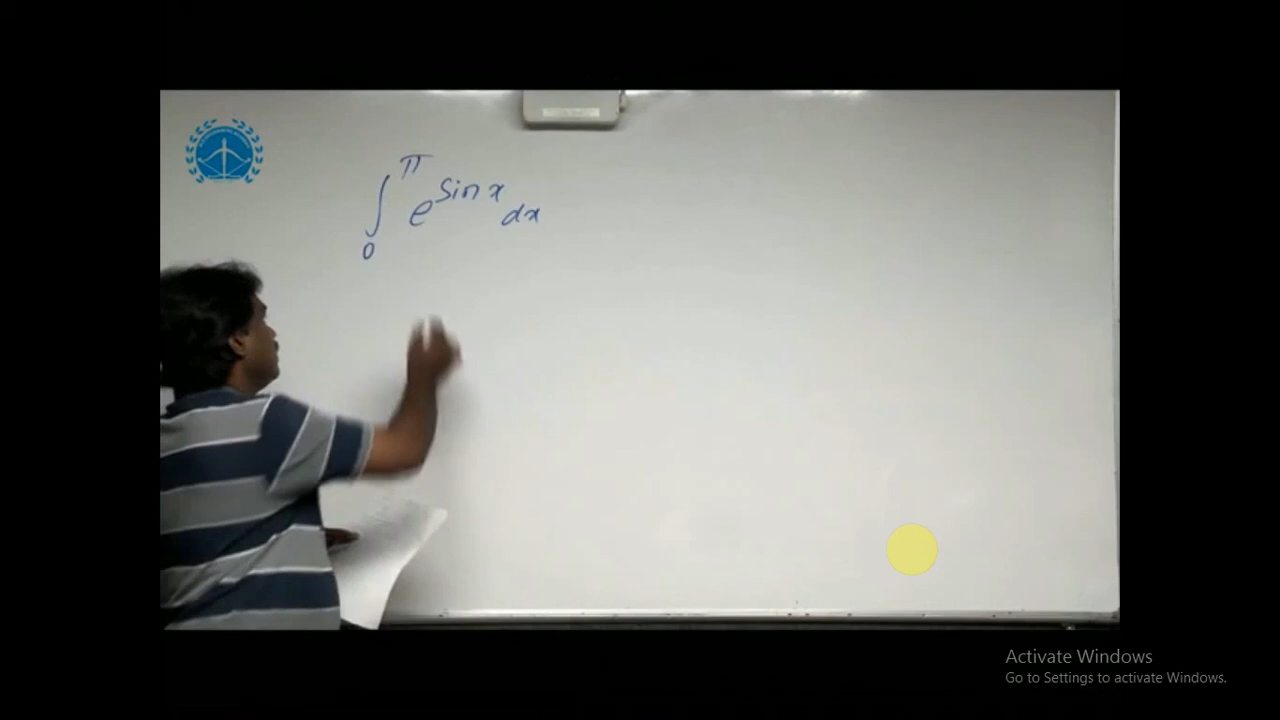 ∫₀^π e^{Sin x} dx
Activate Windows
Go to Settings to activate Windows.